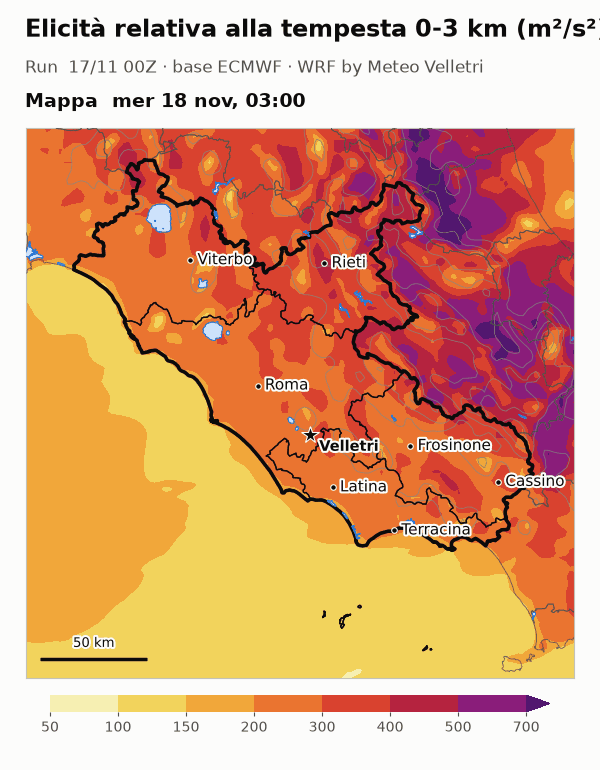 Elicità relativa alla tempesta 0-3 km (m²/s²)
Run  17/11 00Z · base ECMWF · WRF by Meteo Velletri
Mappa  mer 18 nov, 03:00
Viterbo
Rieti
Roma
Velletri
Frosinone
Latina
Cassino
Terracina
50 km
50 100 150 200 300 400 500 700